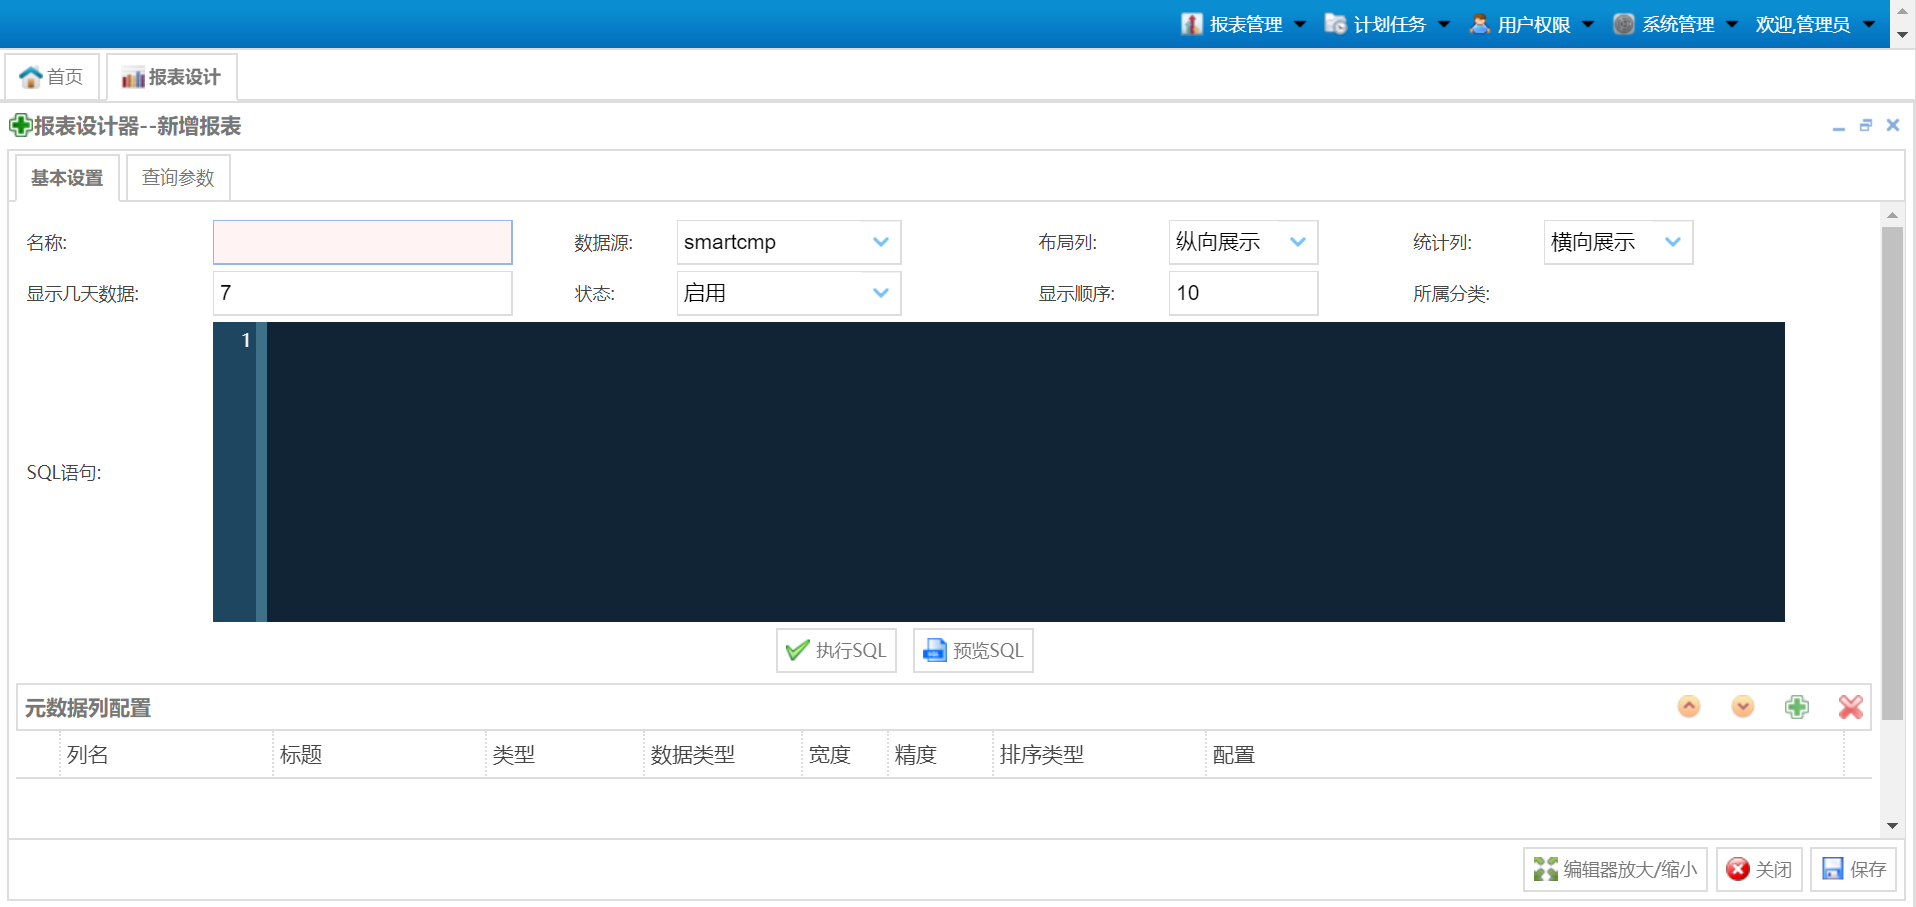 报表管理 计划任务 用户权限 系统管理 欢迎,管理员
首页 报表设计
报表设计器--新增报表
基本设置 查询参数
名称: 数据源: smartcmp 布局列: 纵向展示 统计列: 横向展示
显示几天数据: 7 状态: 启用 显示顺序: 10 所属分类:
1
SQL语句:
执行SQL 预览SQL
元数据列配置
列名 标题 类型 数据类型 宽度 精度 排序类型 配置
编辑器放大/缩小 关闭 保存